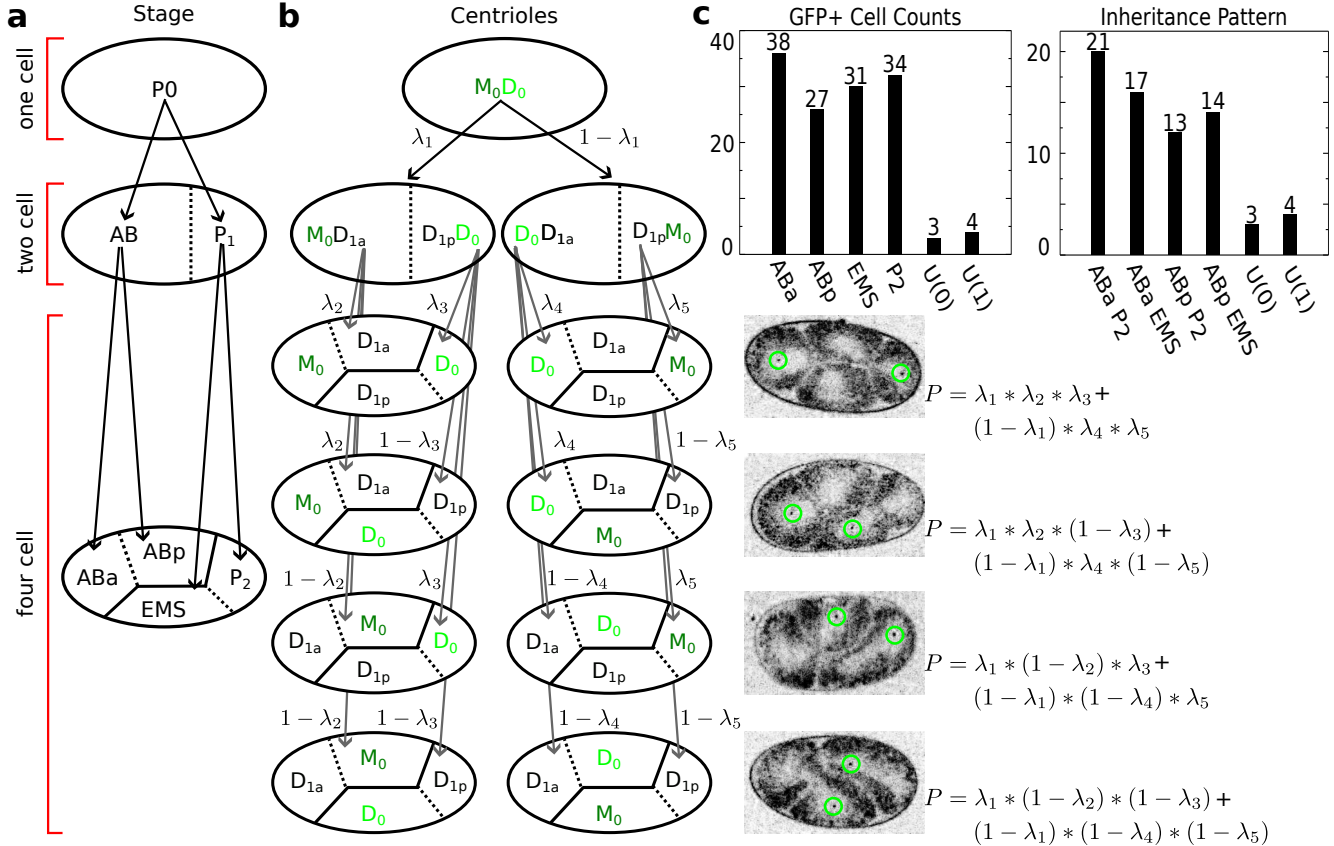 a
Stage
one cell
P0
two cell
AB
P₁
four cell
ABa
ABp
EMS
P₂
b
Centrioles
M₀D₀
λ₁
1 − λ₁
M₀D₁ₐ
D₁ₚD₀
D₀D₁ₐ
D₁ₚM₀
λ₂
λ₃
λ₄
λ₅
M₀
D₁ₐ
D₀
D₁ₚ
D₀
D₁ₐ
M₀
D₁ₚ
λ₂
1 − λ₃
λ₄
1 − λ₅
M₀
D₁ₐ
D₁ₚ
D₀
D₀
D₁ₐ
D₁ₚ
M₀
1 − λ₂
λ₃
1 − λ₄
λ₅
D₁ₐ
M₀
D₀
D₁ₚ
D₁ₐ
D₀
M₀
D₁ₚ
1 − λ₂
1 − λ₃
1 − λ₄
1 − λ₅
D₁ₐ
M₀
D₁ₚ
D₀
D₁ₐ
D₀
D₁ₚ
M₀
c
GFP+ Cell Counts
40
20
0
38
27
31
34
3
4
ABa
ABp
EMS
P2
U(0)
U(1)
Inheritance Pattern
20
10
0
21
17
13
14
3
4
ABa P2
ABa EMS
ABp P2
ABp EMS
U(0)
U(1)
P = λ₁ ∗ λ₂ ∗ λ₃+
(1 − λ₁) ∗ λ₄ ∗ λ₅
P = λ₁ ∗ λ₂ ∗ (1 − λ₃) +
(1 − λ₁) ∗ λ₄ ∗ (1 − λ₅)
P = λ₁ ∗ (1 − λ₂) ∗ λ₃+
(1 − λ₁) ∗ (1 − λ₄) ∗ λ₅
P = λ₁ ∗ (1 − λ₂) ∗ (1 − λ₃) +
(1 − λ₁) ∗ (1 − λ₄) ∗ (1 − λ₅)